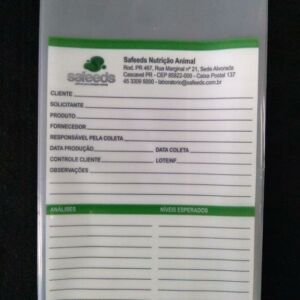 Safeeds Nutrição Animal
Rod. PR 467, Rua Marginal nº 21, Sede Alvorada
Cascavel PR - CEP 85822-000 - Caixa Postal 137
45 3309 5000 - laboratorio@safeeds.com.br
safeeds
CLIENTE
SOLICITANTE
PRODUTO
FORNECEDOR
RESPONSÁVEL PELA COLETA
DATA PRODUÇÃO DATA COLETA
CONTROLE CLIENTE LOTE/NF
OBSERVAÇÕES
ANÁLISES NÍVEIS ESPERADOS